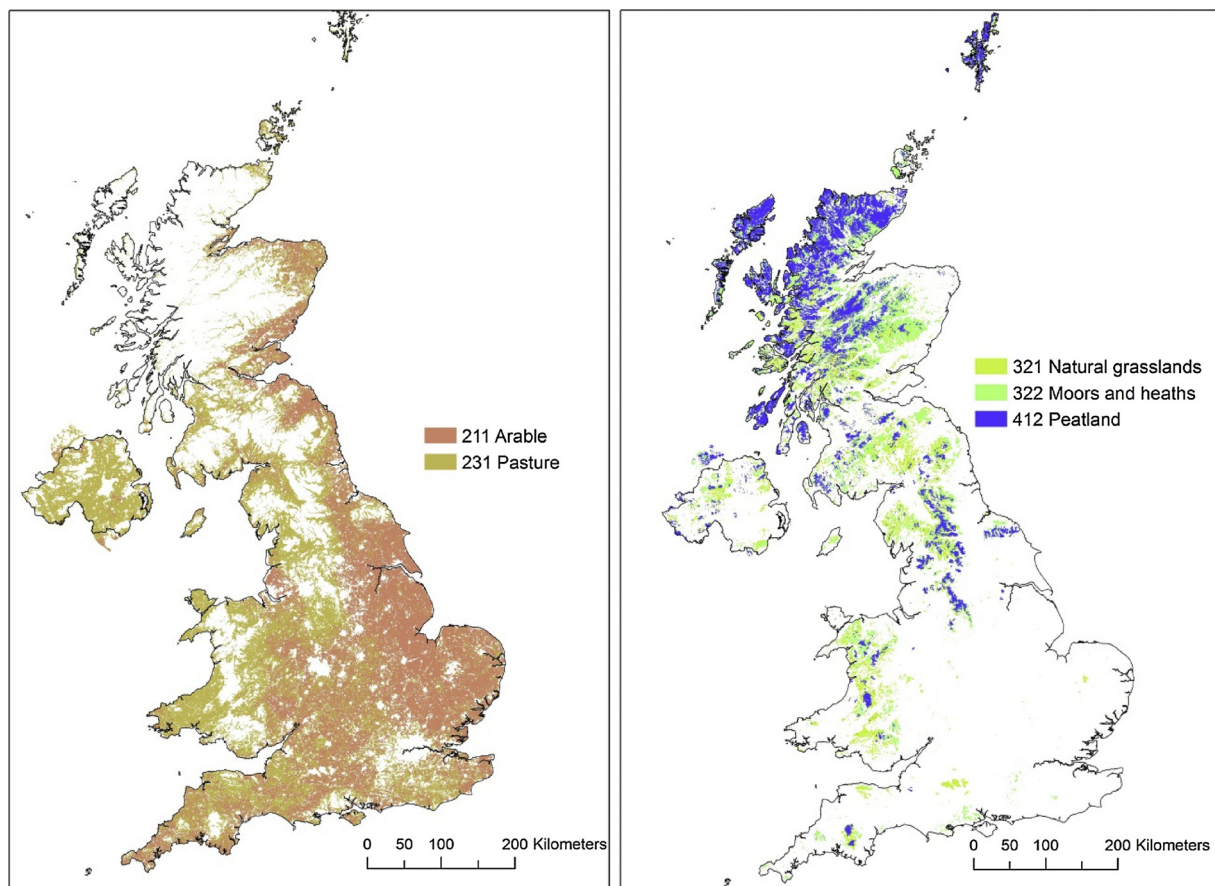 211 Arable
231 Pasture
0 50 100 200 Kilometers
321 Natural grasslands
322 Moors and heaths
412 Peatland
0 50 100 200 Kilometers